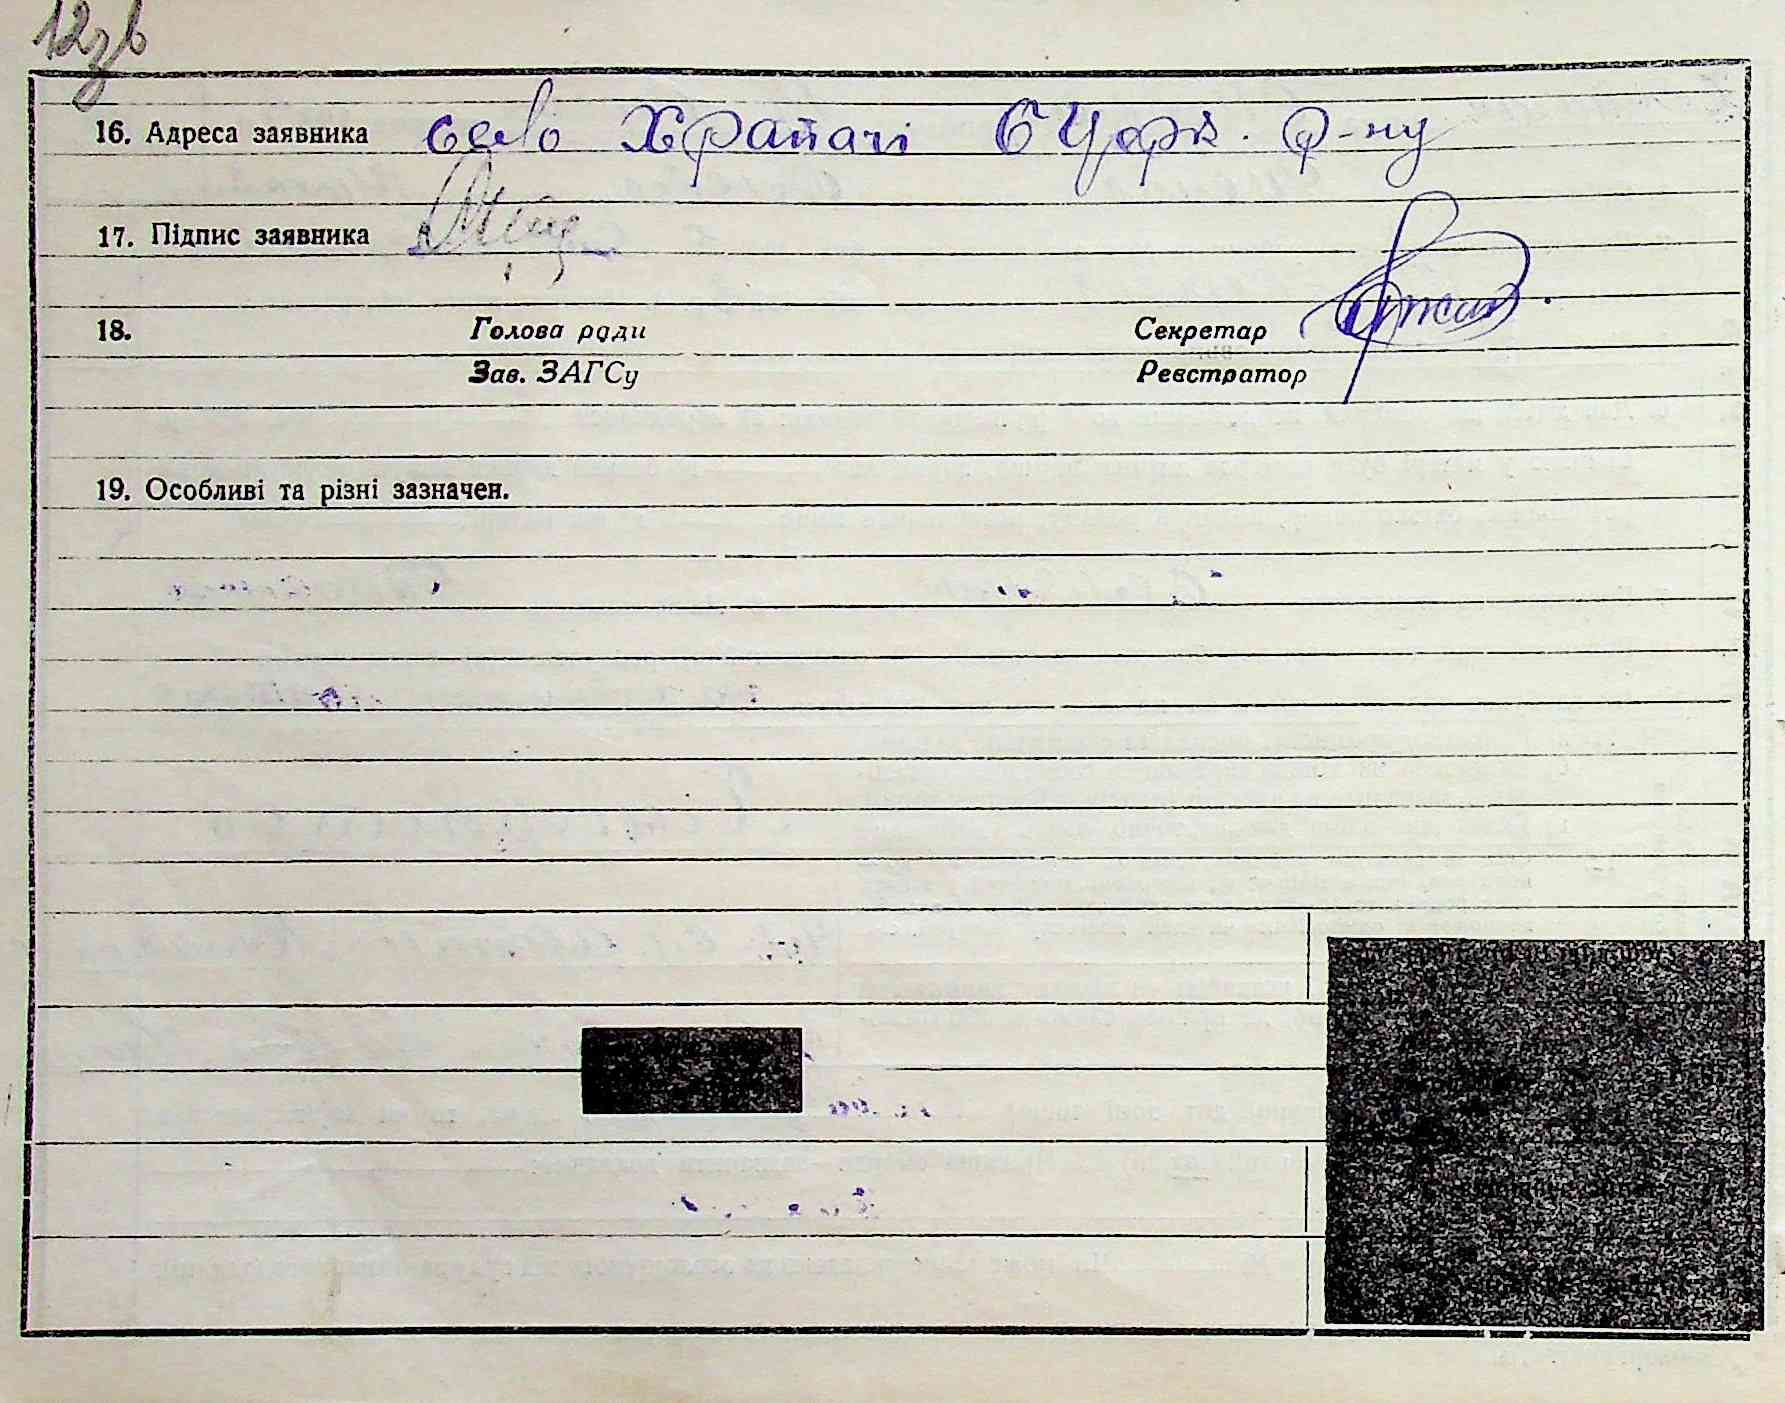 12зв
16. Адреса заявника село Храпачі БЦерк. р-ну
17. Підпис заявника
18. Голова ради Секретар
Зав. ЗАГСу Реєстратор
19. Особливі та різні зазначен.